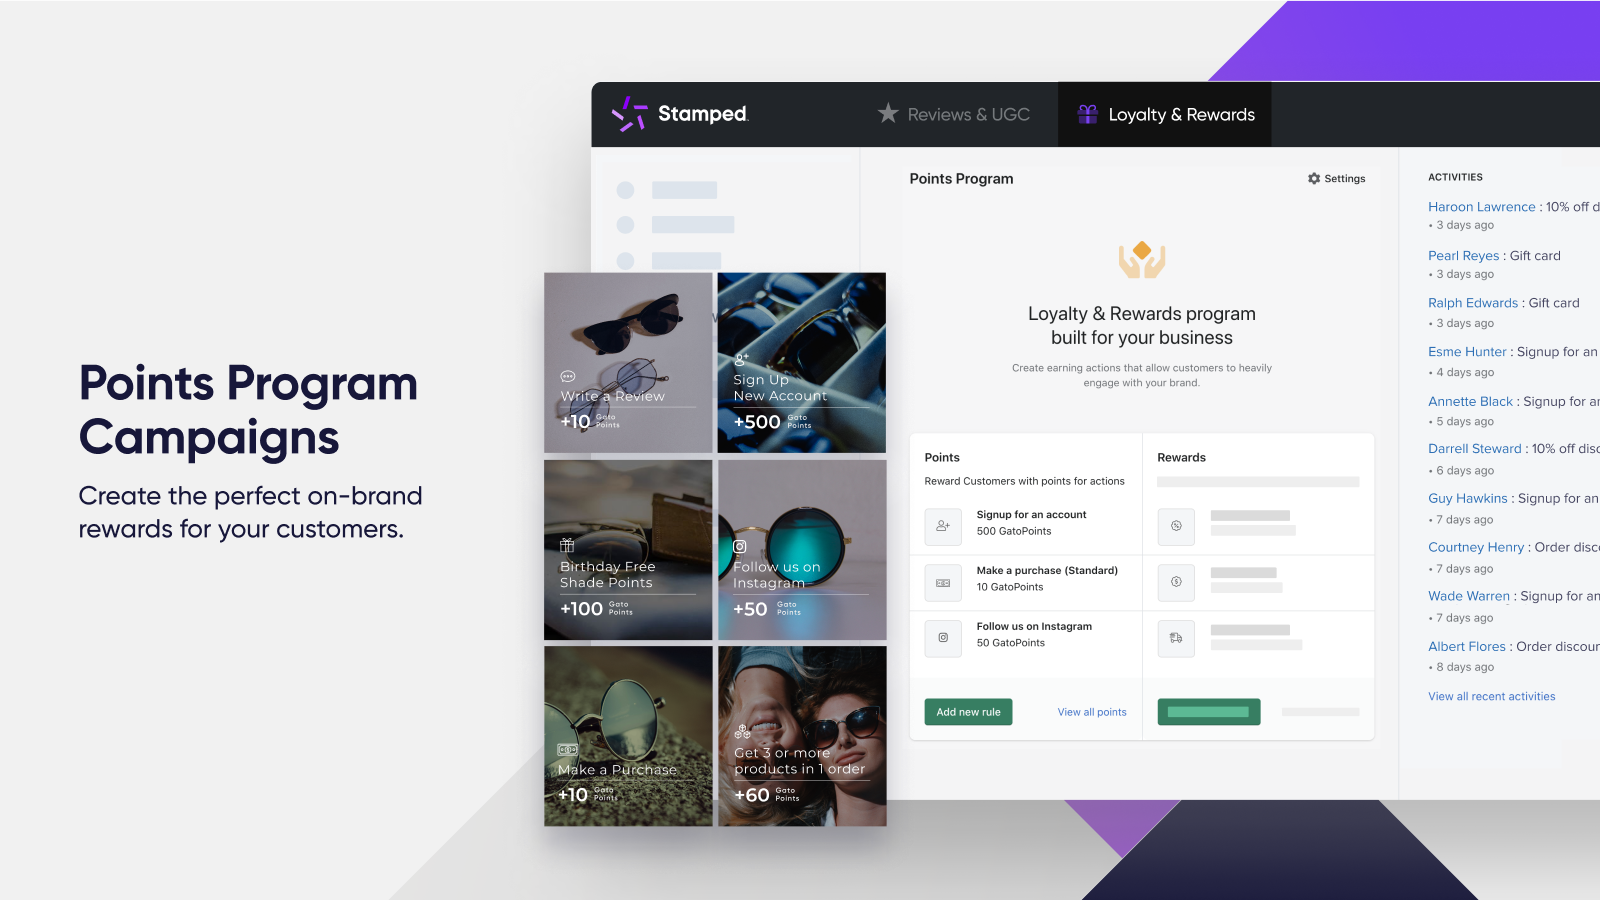 Points Program
Campaigns
Create the perfect on-brand
rewards for your customers.
Stamped
Reviews & UGC
Loyalty & Rewards
Points Program
Settings
Loyalty & Rewards program
built for your business
Create earning actions that allow customers to heavily
engage with your brand.
Write a Review
+10 Gato Points
Sign Up
New Account
+500 Gato Points
Birthday Free
Shade Points
+100 Gato Points
Follow us on
Instagram
+50 Gato Points
Make a Purchase
+10 Gato Points
Get 3 or more
products in 1 order
+60 Gato Points
Points
Reward Customers with points for actions
Signup for an account
500 GatoPoints
Make a purchase (Standard)
10 GatoPoints
Follow us on Instagram
50 GatoPoints
Add new rule
View all points
Rewards
ACTIVITIES
Haroon Lawrence : 10% off
• 3 days ago
Pearl Reyes : Gift card
• 3 days ago
Ralph Edwards : Gift card
• 3 days ago
Esme Hunter : Signup for an
• 4 days ago
Annette Black : Signup for
• 5 days ago
Darrell Steward : 10% off
• 6 days ago
Guy Hawkins : Signup for an
• 7 days ago
Courtney Henry : Order
• 7 days ago
Wade Warren : Signup for an
• 7 days ago
Albert Flores : Order
• 8 days ago
View all recent activities